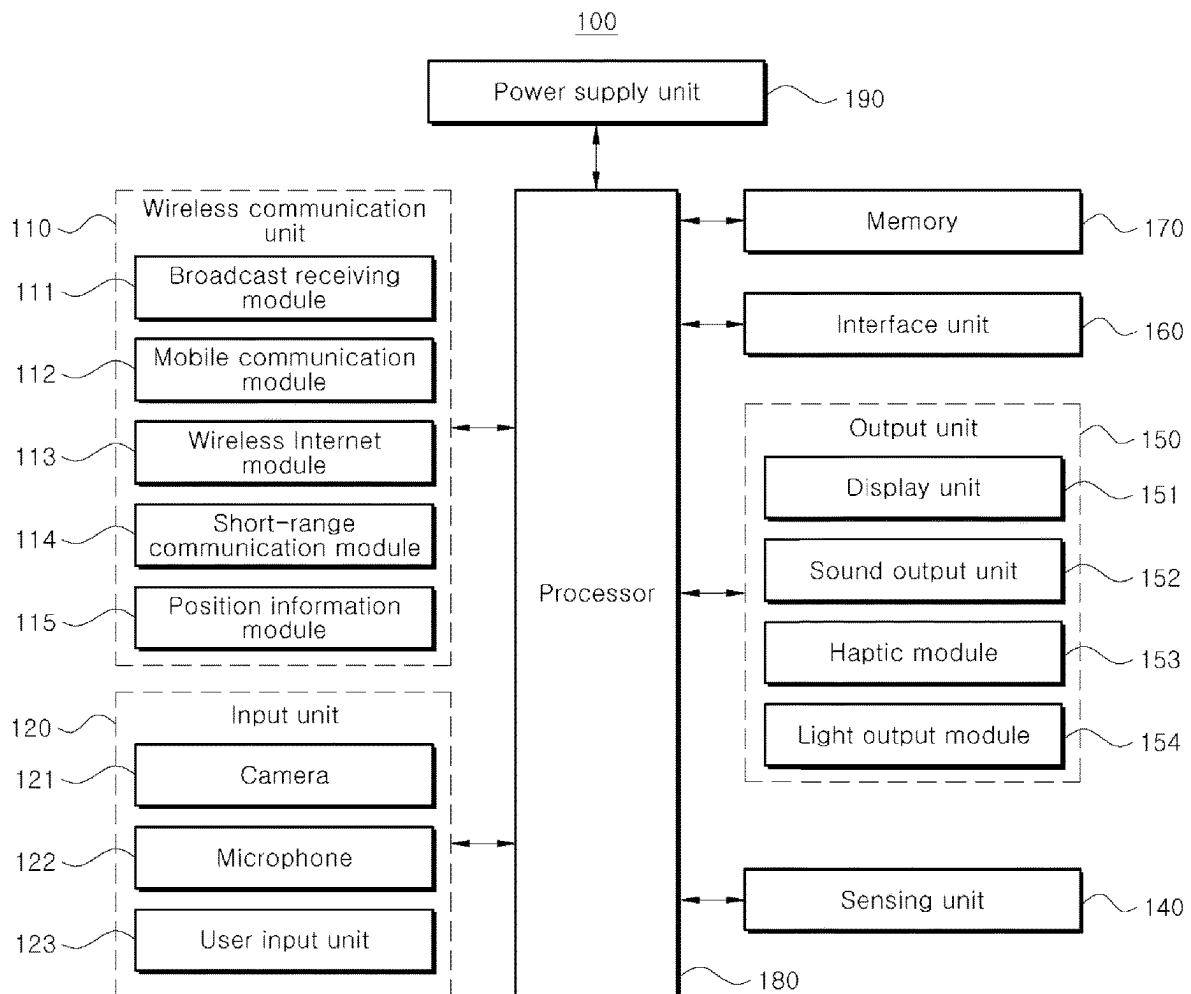 100
Power supply unit
190
110
Wireless communication
unit
111
Broadcast receiving
module
112
Mobile communication
module
113
Wireless Internet
module
114
Short-range
communication module
115
Position information
module
120
Input unit
121
Camera
122
Microphone
123
User input unit
Processor
180
Memory
170
Interface unit
160
Output unit
150
Display unit
151
Sound output unit
152
Haptic module
153
Light output module
154
Sensing unit
140